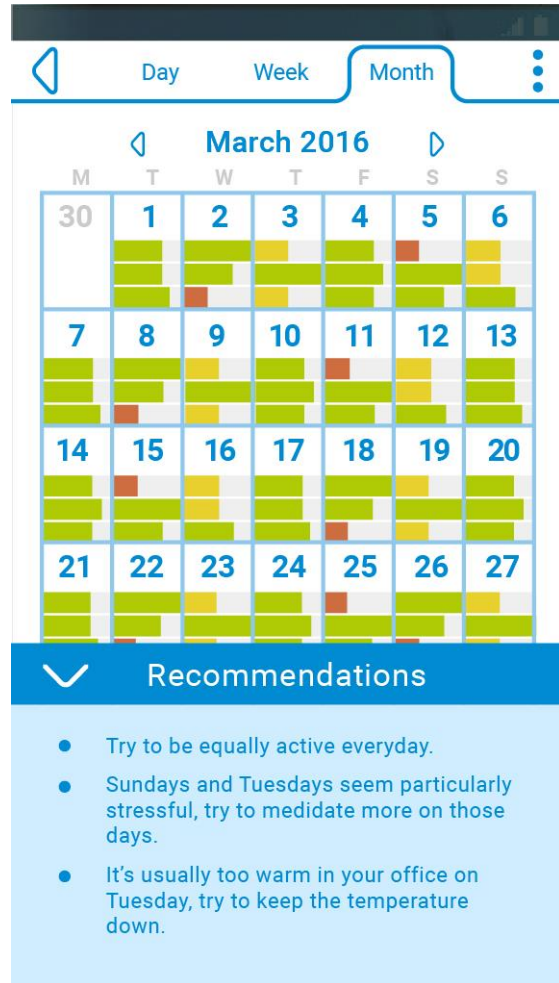 Day Week Month
March 2016
M T W T F S S
30 1 2 3 4 5 6
7 8 9 10 11 12 13
14 15 16 17 18 19 20
21 22 23 24 25 26 27
Recommendations
Try to be equally active everyday.
Sundays and Tuesdays seem particularly
stressful, try to medidate more on those
days.
It's usually too warm in your office on
Tuesday, try to keep the temperature
down.